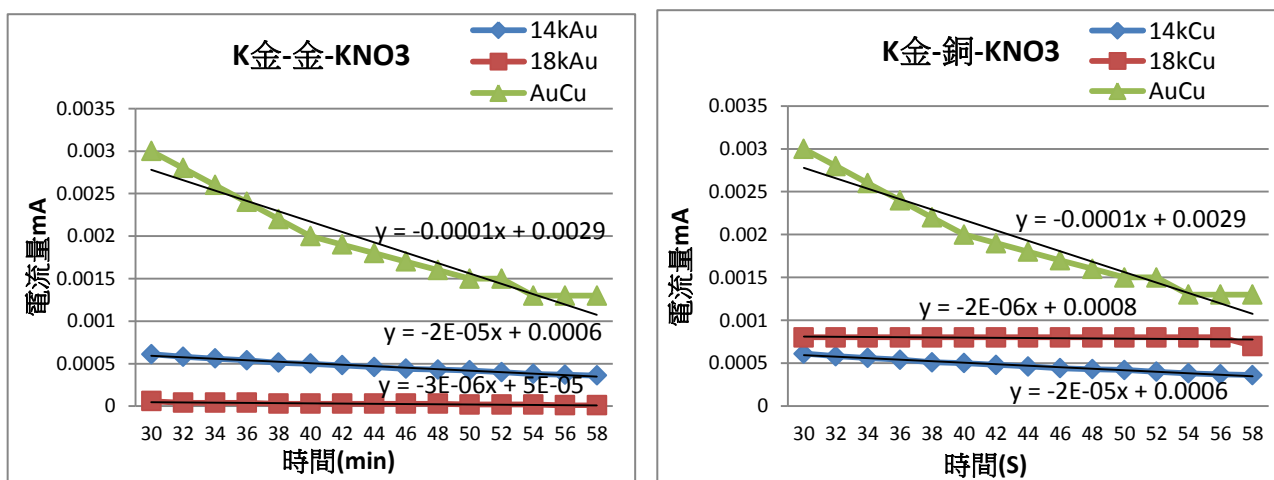 K金-金-KNO3
14kAu
18kAu
AuCu
0.0035
0.003
0.0025
0.002
0.0015
0.001
0.0005
0
電流量mA
y = -0.0001x + 0.0029
y = -2E-05x + 0.0006
y = -3E-06x + 5E-05
30 32 34 36 38 40 42 44 46 48 50 52 54 56 58
時間(min)
K金-銅-KNO3
14kCu
18kCu
AuCu
0.0035
0.003
0.0025
0.002
0.0015
0.001
0.0005
0
電流量mA
y = -0.0001x + 0.0029
y = -2E-06x + 0.0008
y = -2E-05x + 0.0006
30 32 34 36 38 40 42 44 46 48 50 52 54 56 58
時間(S)